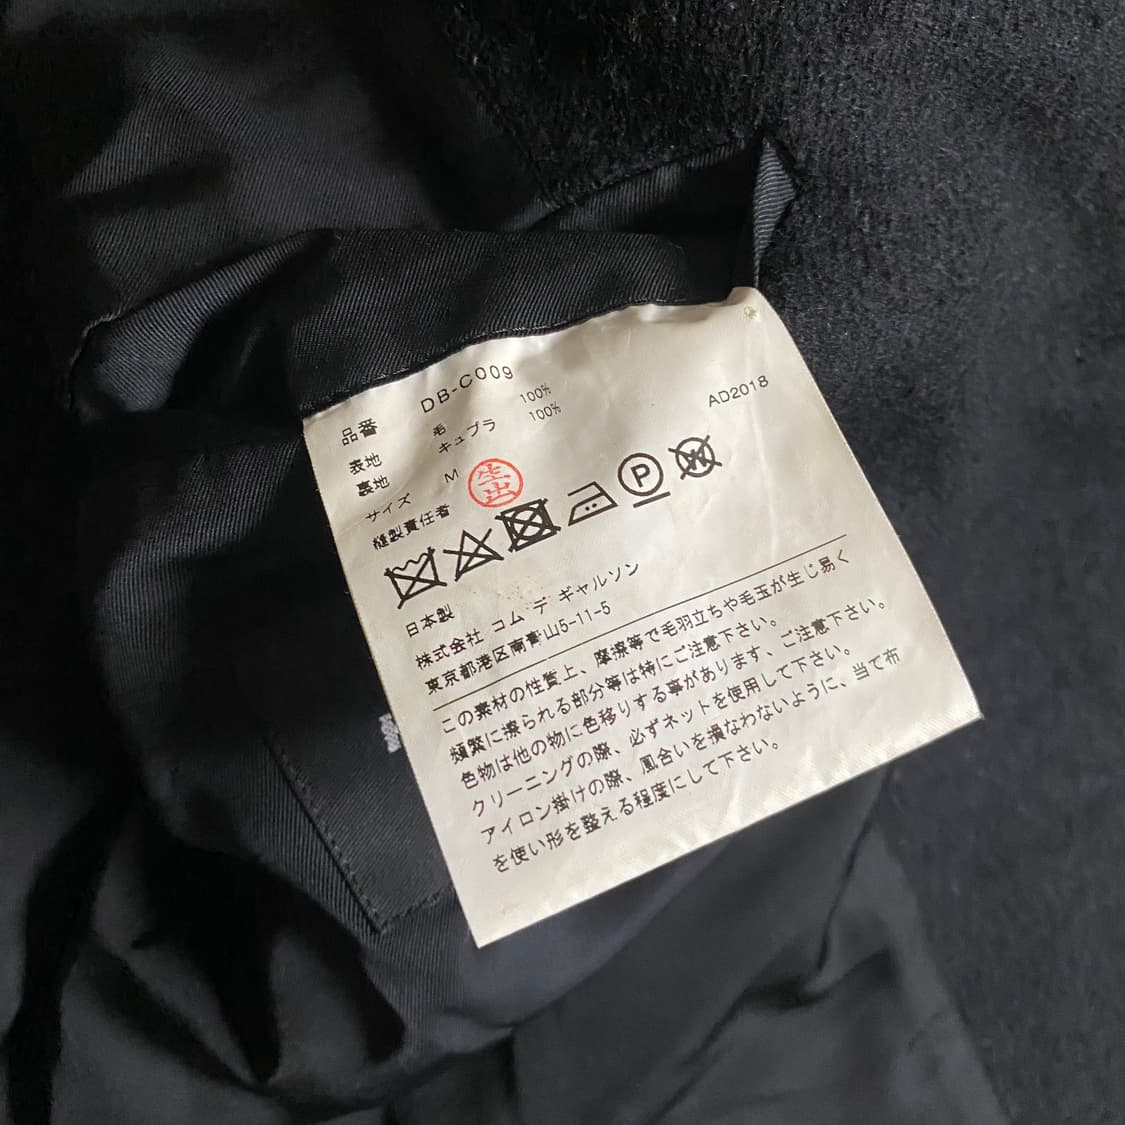 品番 DB-C009
表地 毛 100%
裏地 キュプラ 100%
AD2018
サイズ M
縫製責任者 生出
P
W
日本製
株式会社 コム デ ギャルソン
東京都港区南青山5-11-5
この素材の性質上、摩擦等で毛羽立ちや毛玉が生じ易く
頻繁に擦られる部分等は特にご注意下さい。
色物は他の物に色移りする事があります、ご注意下さい。
クリーニングの際、必ずネットを使用して下さい。
アイロン掛けの際、風合いを損なわないように、当て布
を使い形を整える程度にして下さい。